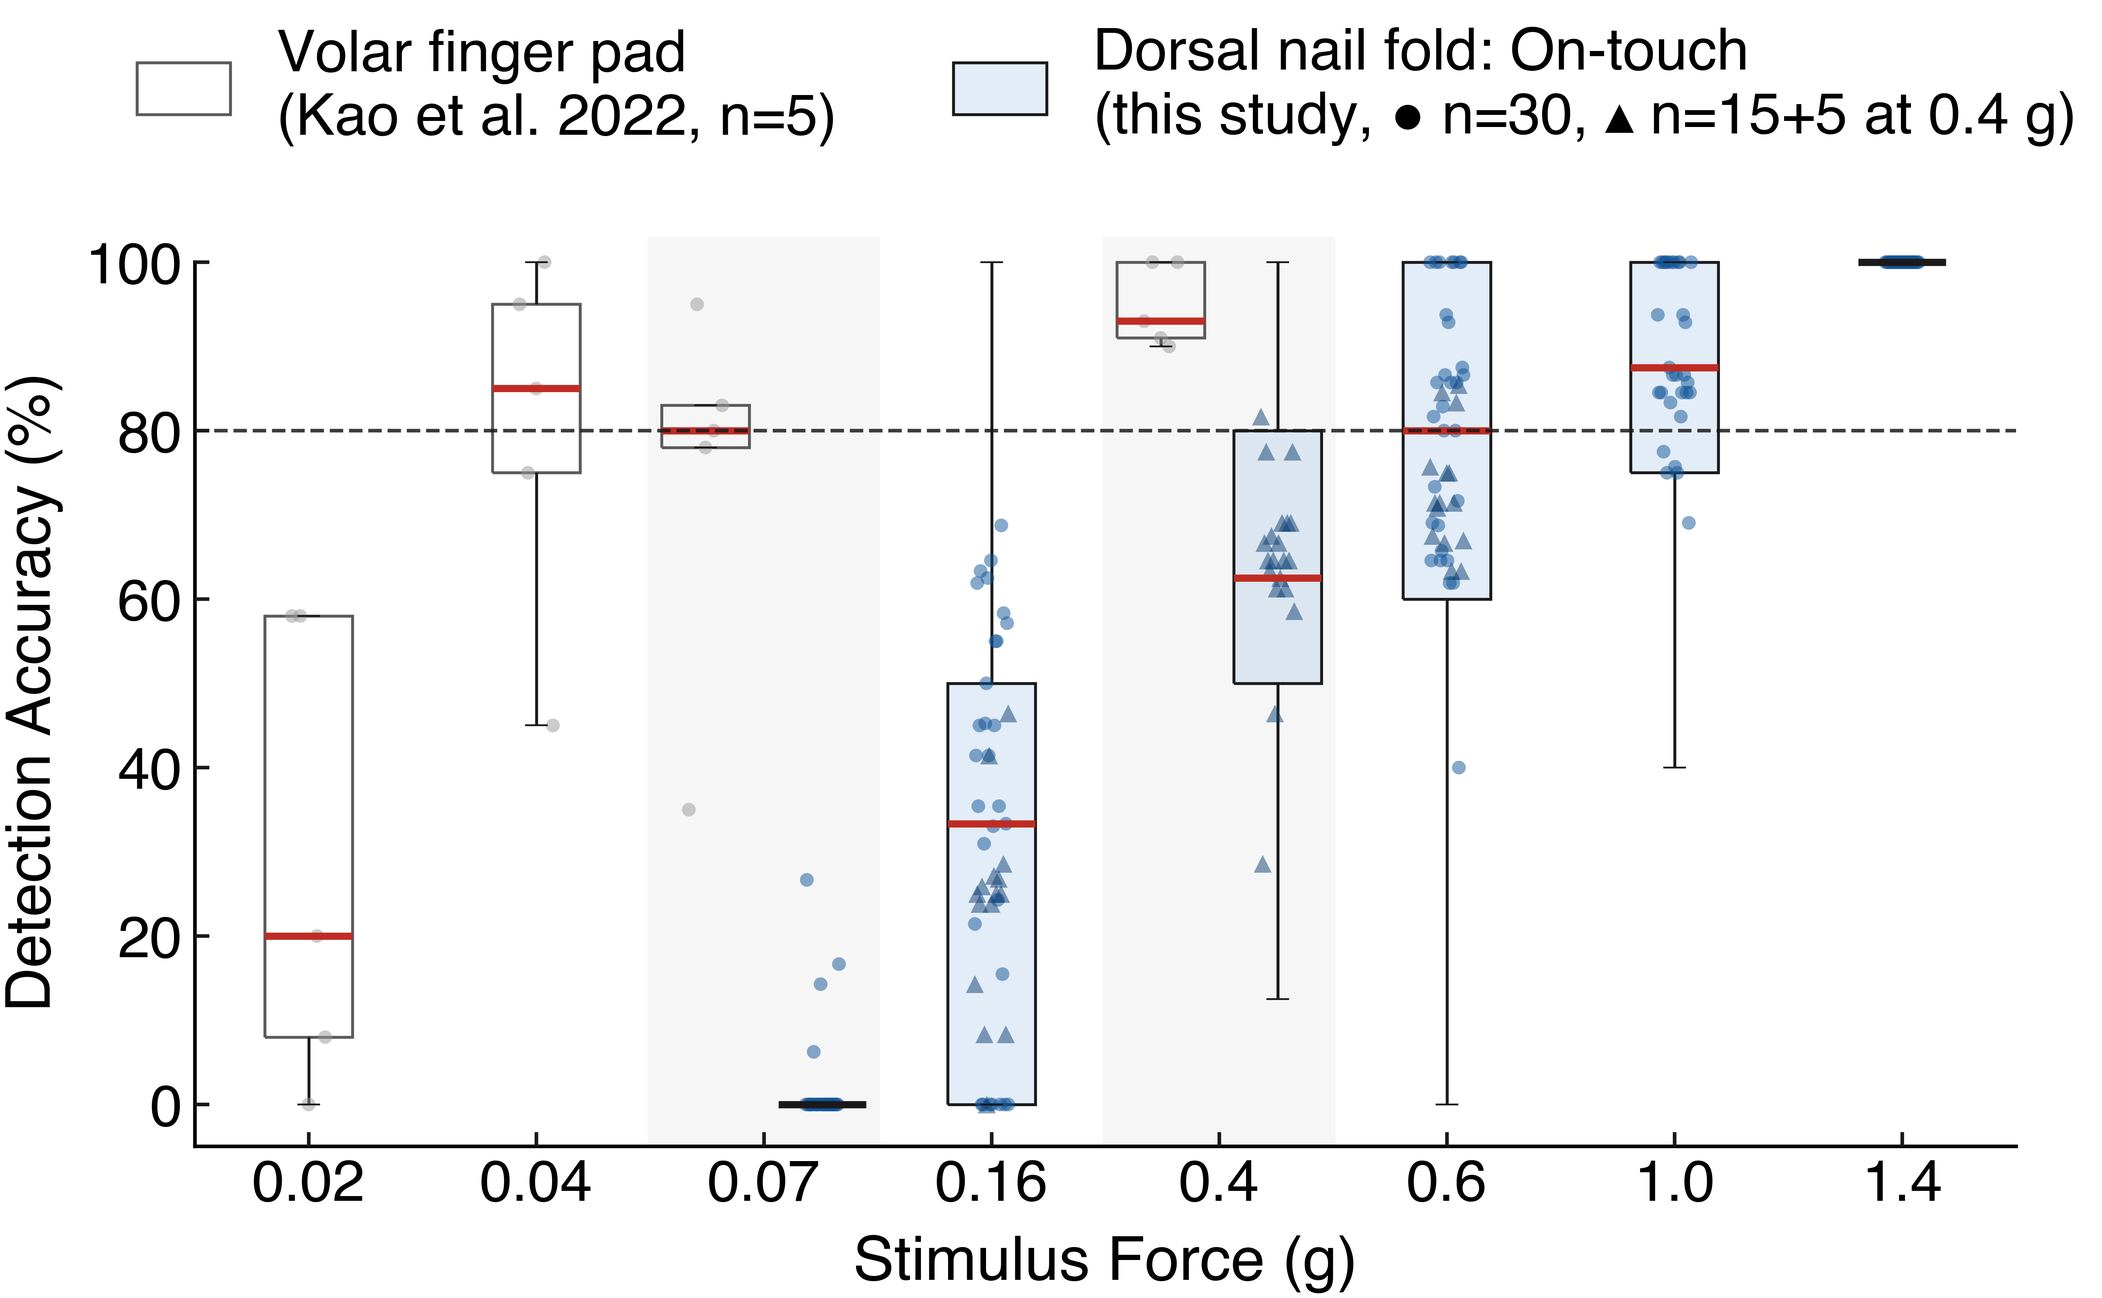 Volar finger pad
(Kao et al. 2022, n=5)
Dorsal nail fold: On-touch
(this study, ● n=30, ▲ n=15+5 at 0.4 g)
Detection Accuracy (%)
100
80
60
40
20
0
0.02 0.04 0.07 0.16 0.4 0.6 1.0 1.4
Stimulus Force (g)